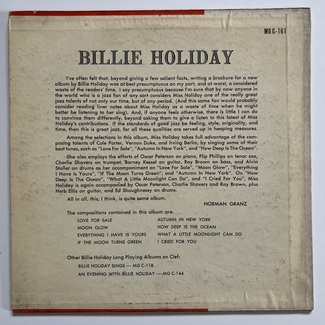 MG C-161
BILLIE HOLIDAY
I've often felt that, beyond giving a few salient facts, writing a brochure for a new
album by Billie Holiday was at best presumptuous on my part, and at worst, a considered
waste of the readers' time. I say presumptuous because I'm sure that by now anyone in
the world who is a jazz fan of any sort considers Miss Holiday one of the really great
jazz talents of not only our time, but of any period. (And this same fan would probably
consider reading liner notes about Miss Holiday as a waste of time when he might
better be listening to her sing). And, if anyone feels otherwise, there is little I can do
to convince them differently, beyond asking them to give a listen to this latest of Miss
Holiday's contributions. If the standards of good jazz be feeling, style, originality, and
time, then this is great jazz, for all these qualities are served up in heaping measures.
Among the selections in this album, Miss Holiday takes full advantage of the com-
posing talents of Cole Porter, Vernon Duke, and Irving Berlin, by singing some of their
best tunes, such as "Love for Sale", "Autumn In New York", and "How Deep Is The Ocean".
She also employs the efforts of Oscar Peterson on piano, Flip Phillips on tenor sax,
Charlie Shavers on trumpet, Barney Kessel on guitar, Ray Brown on bass, and Alvin
Stoller on drums as her accompaniment on "Love For Sale", "Moon Glow", "Everything
I Have Is Yours", "If The Moon Turns Green", and "Autumn In New York". On "How
Deep Is The Ocean", "What A Little Moonlight Can Do", and "I Cried For You", Miss
Holiday is again accompanied by Oscar Peterson, Charlie Shavers and Ray Brown, plus
Herb Ellis on guitar, and Ed Shaughnessy on drums.
All in all, this, I think, is quite some album.
NORMAN GRANZ
The compositions contained in this album are . . .
LOVE FOR SALE AUTUMN IN NEW YORK
MOON GLOW HOW DEEP IS THE OCEAN
EVERYTHING I HAVE IS YOURS WHAT A LITTLE MOONLIGHT CAN DO
IF THE MOON TURNS GREEN I CRIED FOR YOU
Other Billie Holiday Long Playing Albums on Clef:
BILLIE HOLIDAY SINGS — MG C-118
AN EVENING WITH BILLIE HOLIDAY — MG C-144